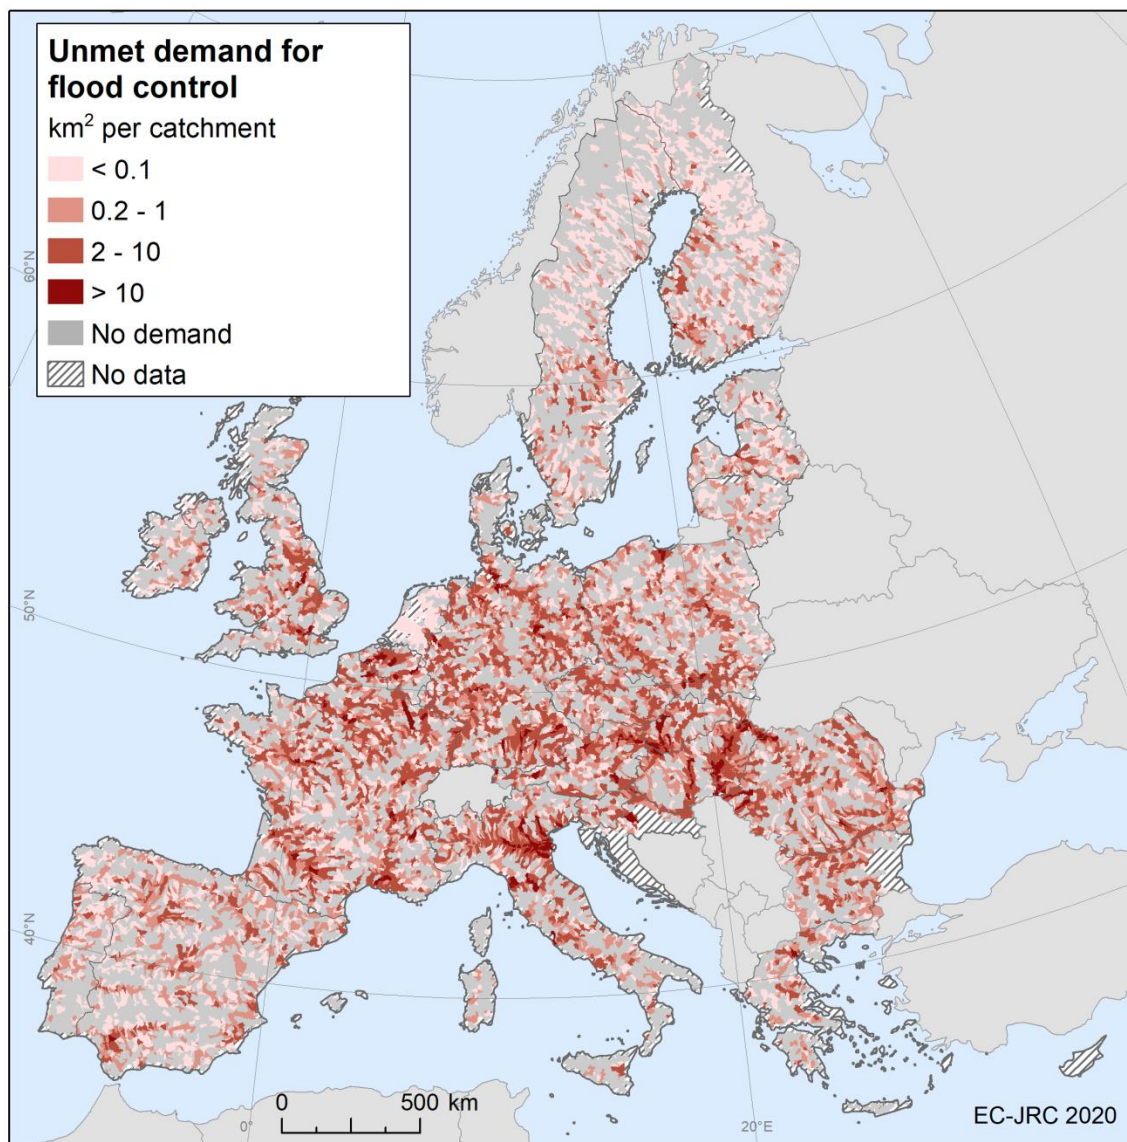 Unmet demand for
flood control
km² per catchment
< 0.1
0.2 - 1
2 - 10
> 10
No demand
No data
60°N
50°N
40°N
0°
20°E
0 500 km
EC-JRC 2020